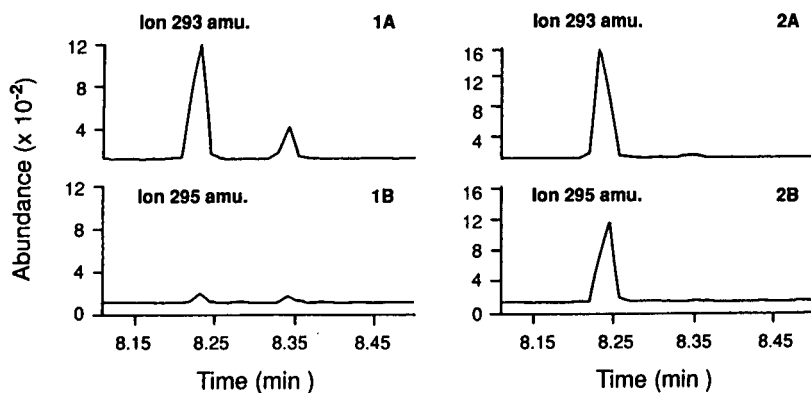 Ion 293 amu. 1A
12
8
4
Ion 295 amu. 1B
12
8
4
0
8.15 8.25 8.35 8.45
Time (min )
Abundance (x 10-2)
Ion 293 amu. 2A
16
12
8
4
Ion 295 amu. 2B
16
12
8
4
0
8.15 8.25 8.35 8.45
Time (min )